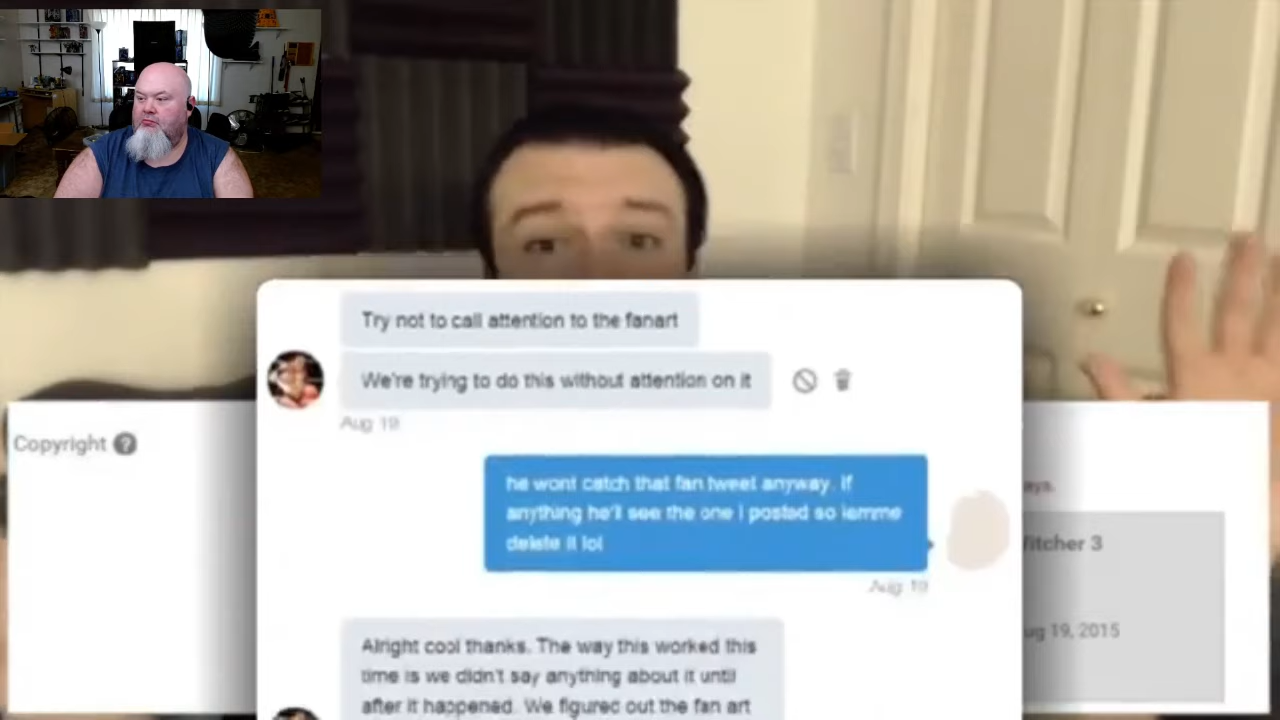 Try not to call attention to the fanart
We're trying to do this without attention on it
Aug 19
Copyright ?
he wont catch that fan tweet anyway. If
anything he'll see the one I posted so lemme
delete it lol
Aug 19
ays.
itcher 3
ug 19, 2015
Alright cool thanks. The way this worked this
time is we didn't say anything about it until
after it happened. We figured out the fan art